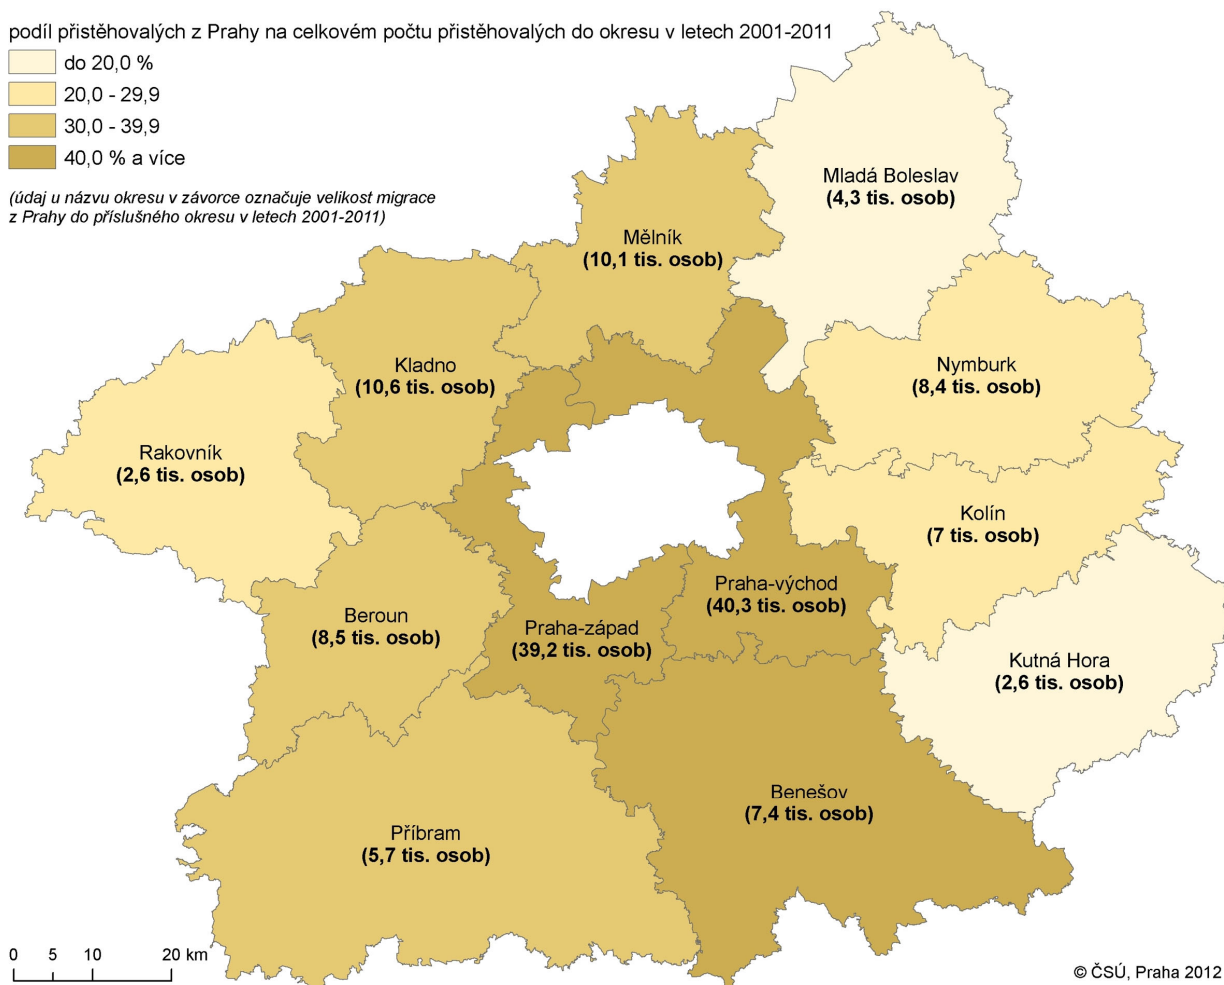 podíl přistěhovalých z Prahy na celkovém počtu přistěhovalých do okresu v letech 2001-2011
do 20,0 %
20,0 - 29,9
30,0 - 39,9
40,0 % a více
(údaj u názvu okresu v závorce označuje velikost migrace
z Prahy do příslušného okresu v letech 2001-2011)
Mladá Boleslav
(4,3 tis. osob)
Mělník
(10,1 tis. osob)
Kladno
(10,6 tis. osob)
Nymburk
(8,4 tis. osob)
Rakovník
(2,6 tis. osob)
Kolín
(7 tis. osob)
Praha-východ
(40,3 tis. osob)
Beroun
(8,5 tis. osob)
Praha-západ
(39,2 tis. osob)
Kutná Hora
(2,6 tis. osob)
Benešov
(7,4 tis. osob)
Příbram
(5,7 tis. osob)
0 5 10 20 km
© ČSÚ, Praha 2012